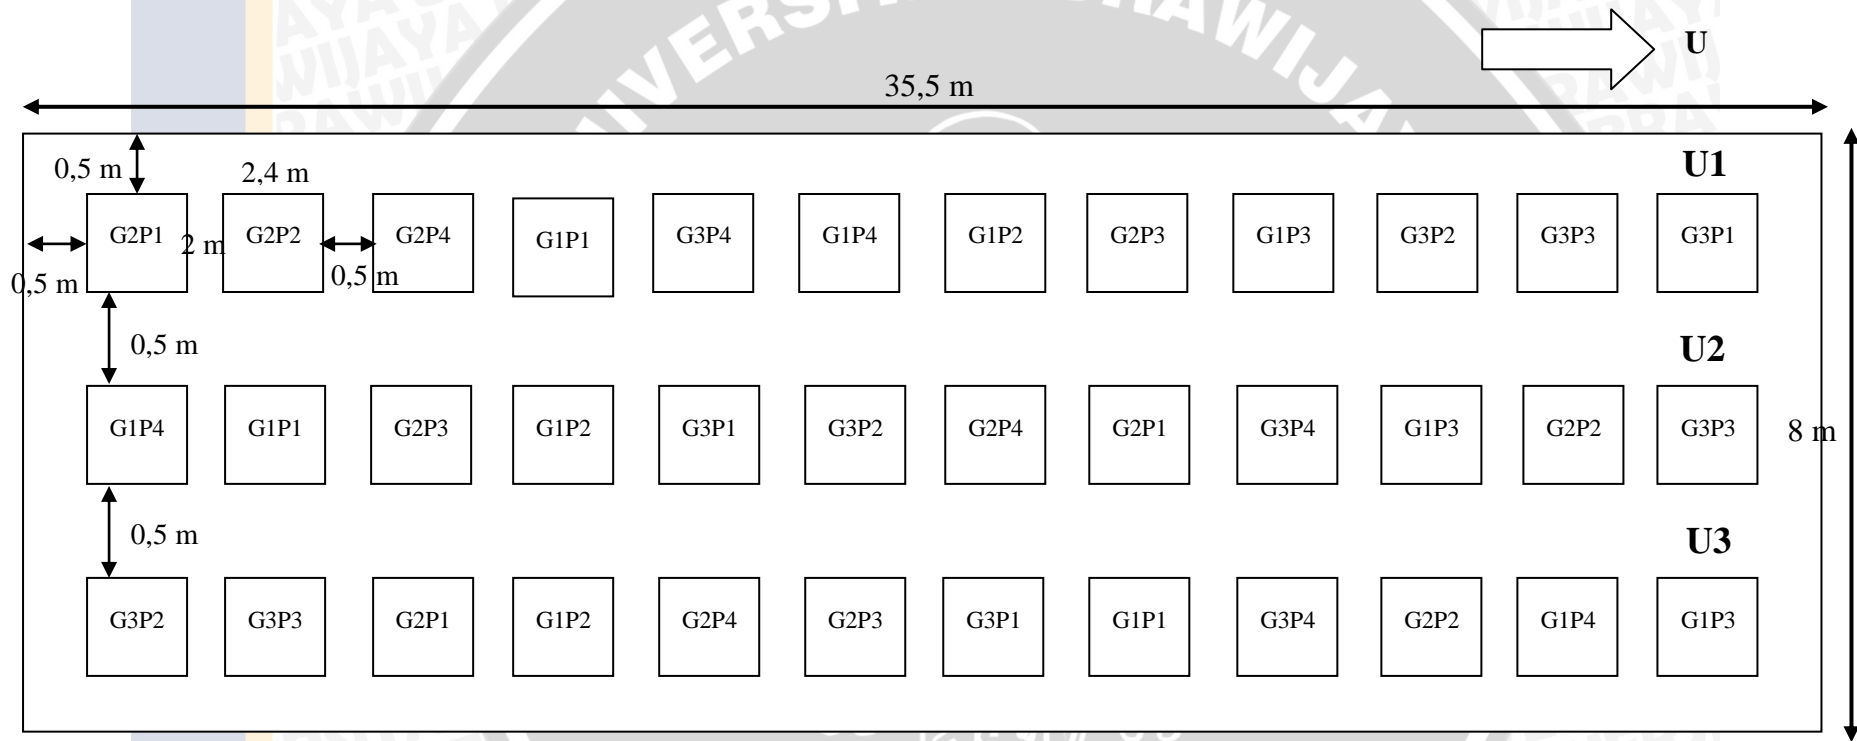 U
35,5 m
U1
0,5 m
2,4 m
G2P1
2 m
G2P2
G2P4
G1P1
G3P4
G1P4
G1P2
G2P3
G1P3
G3P2
G3P3
G3P1
0,5 m
0,5 m
0,5 m
U2
G1P4
G1P1
G2P3
G1P2
G3P1
G3P2
G2P4
G2P1
G3P4
G1P3
G2P2
G3P3
8 m
0,5 m
U3
G3P2
G3P3
G2P1
G1P2
G2P4
G2P3
G3P1
G1P1
G3P4
G2P2
G1P4
G1P3